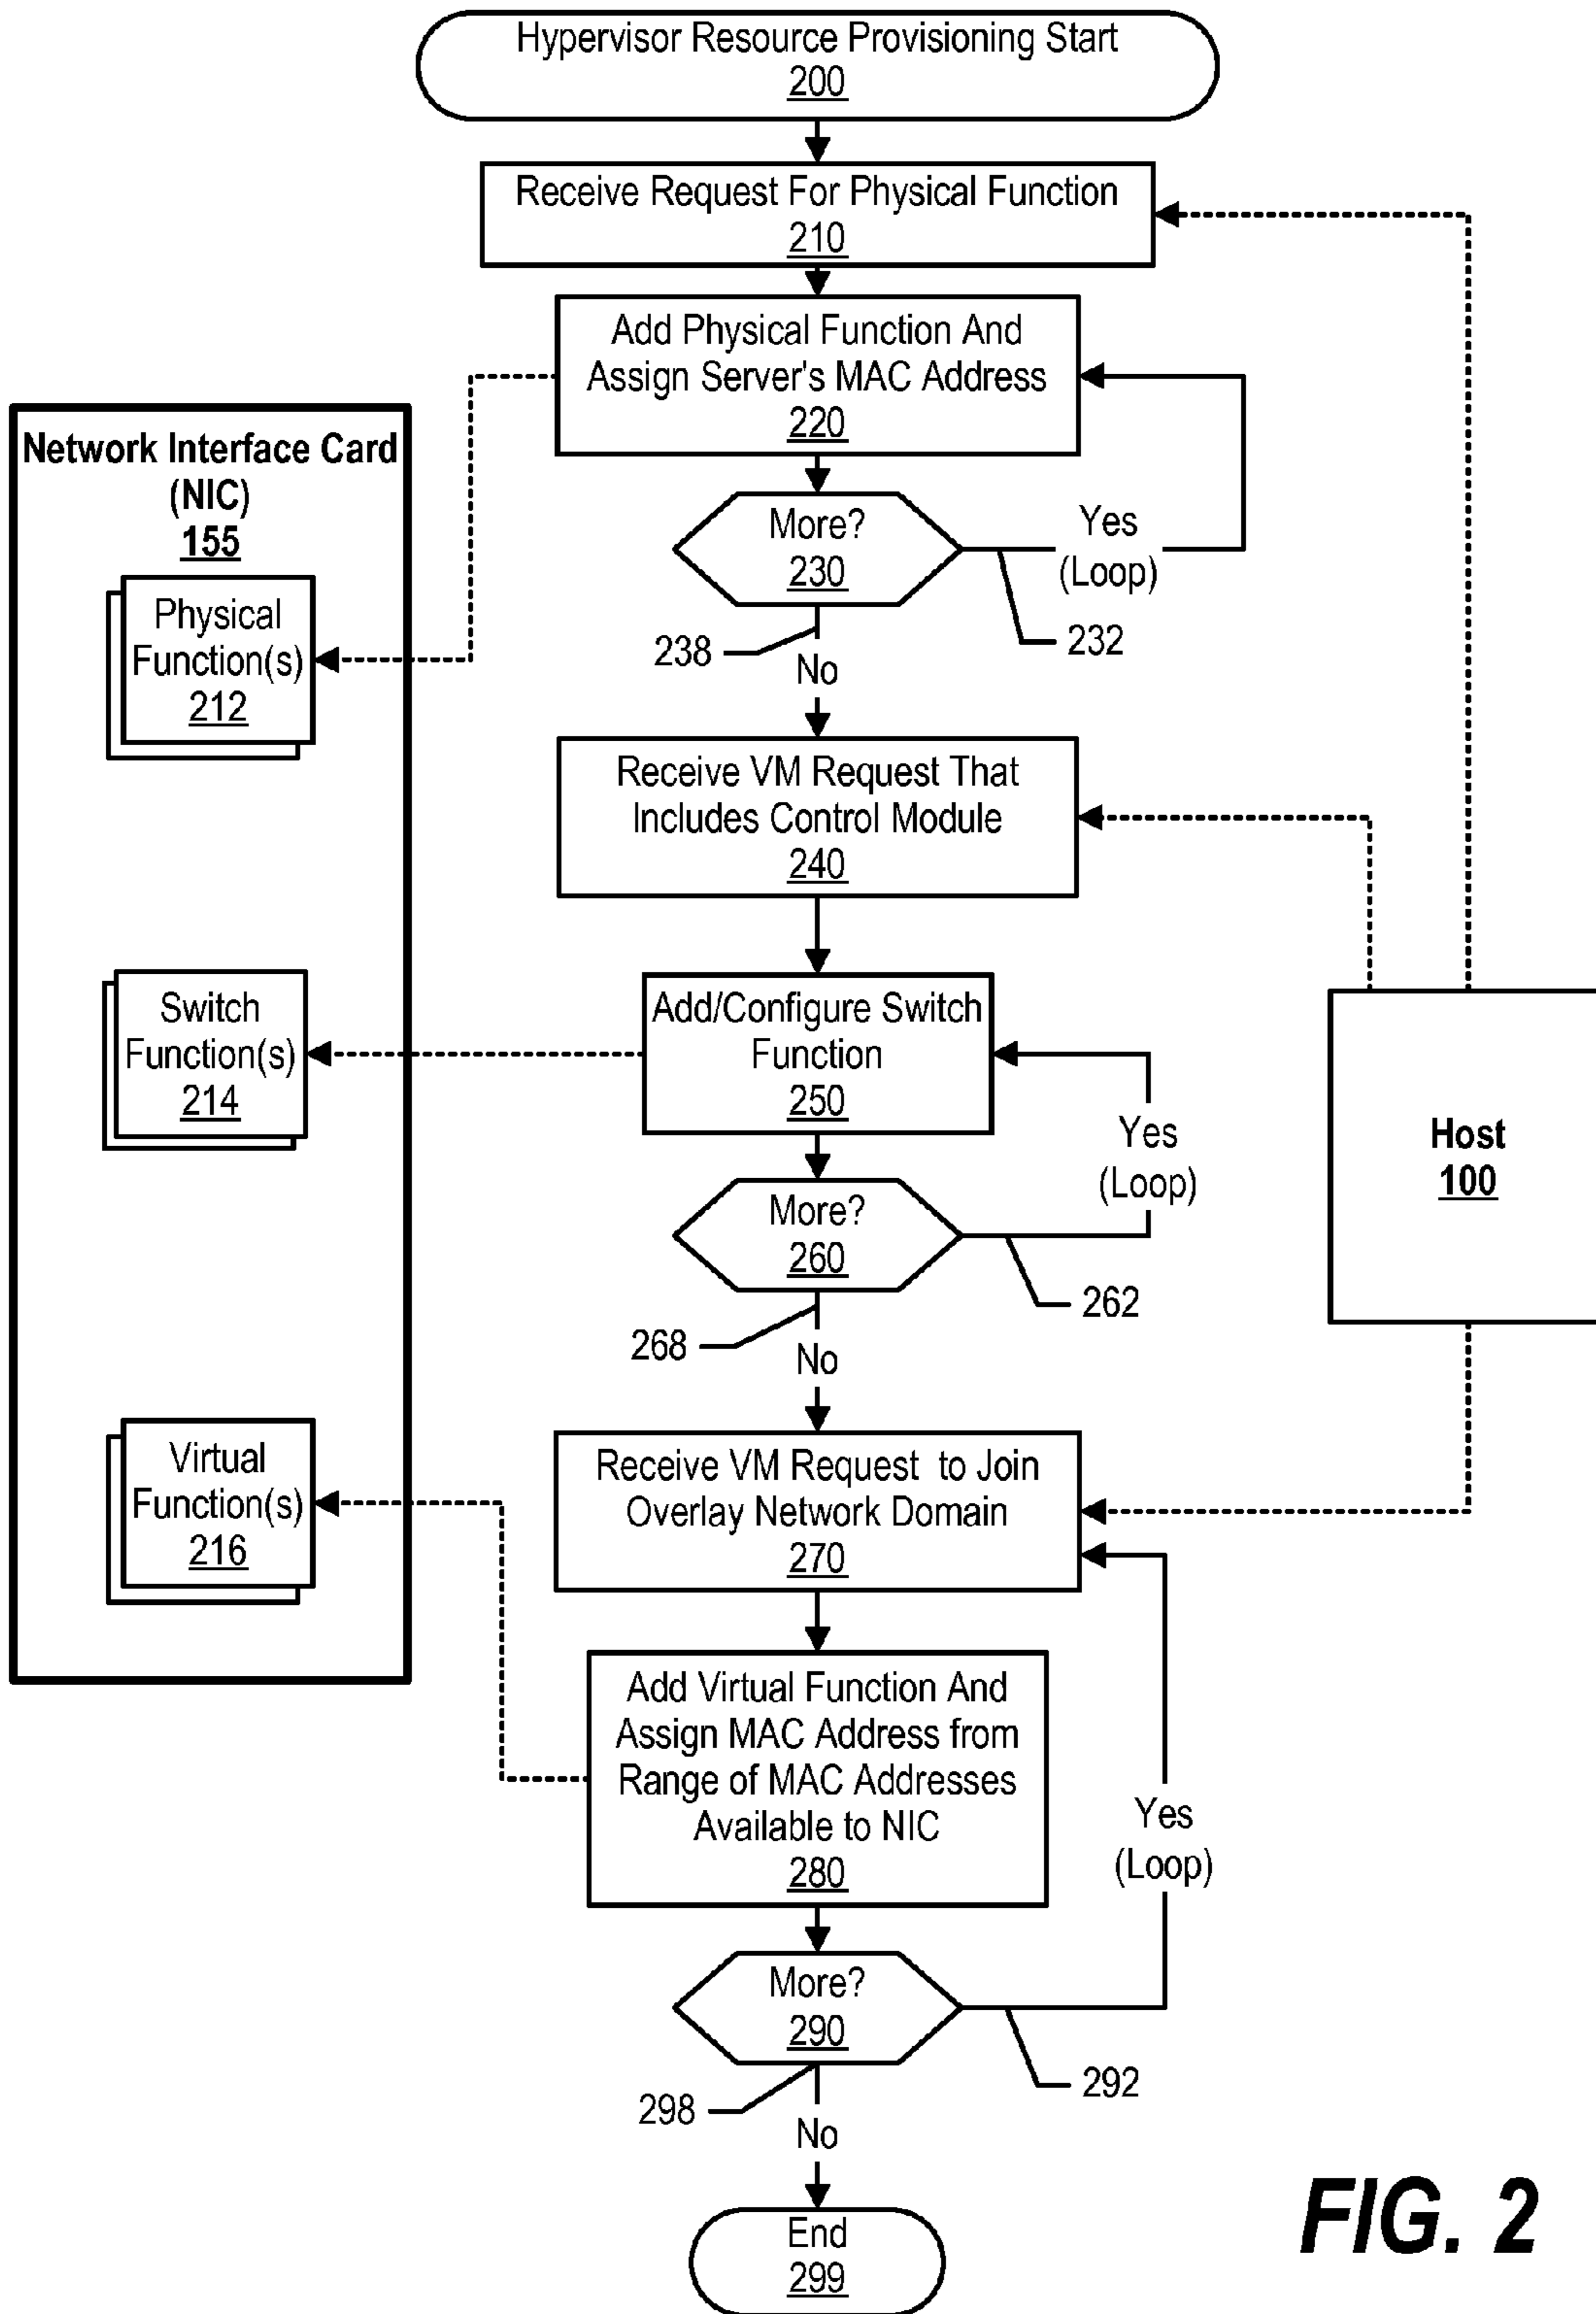 Hypervisor Resource Provisioning Start
200
Receive Request For Physical Function
210
Add Physical Function And
Assign Server's MAC Address
220
Network Interface Card
(NIC)
155
More?
230
Yes
(Loop)
232
238
No
Physical
Function(s)
212
Receive VM Request That
Includes Control Module
240
Switch
Function(s)
214
Add/Configure Switch
Function
250
Yes
(Loop)
Host
100
More?
260
262
268
No
Virtual
Function(s)
216
Receive VM Request to Join
Overlay Network Domain
270
Add Virtual Function And
Assign MAC Address from
Range of MAC Addresses
Available to NIC
280
Yes
(Loop)
More?
290
292
298
No
End
299
FIG. 2